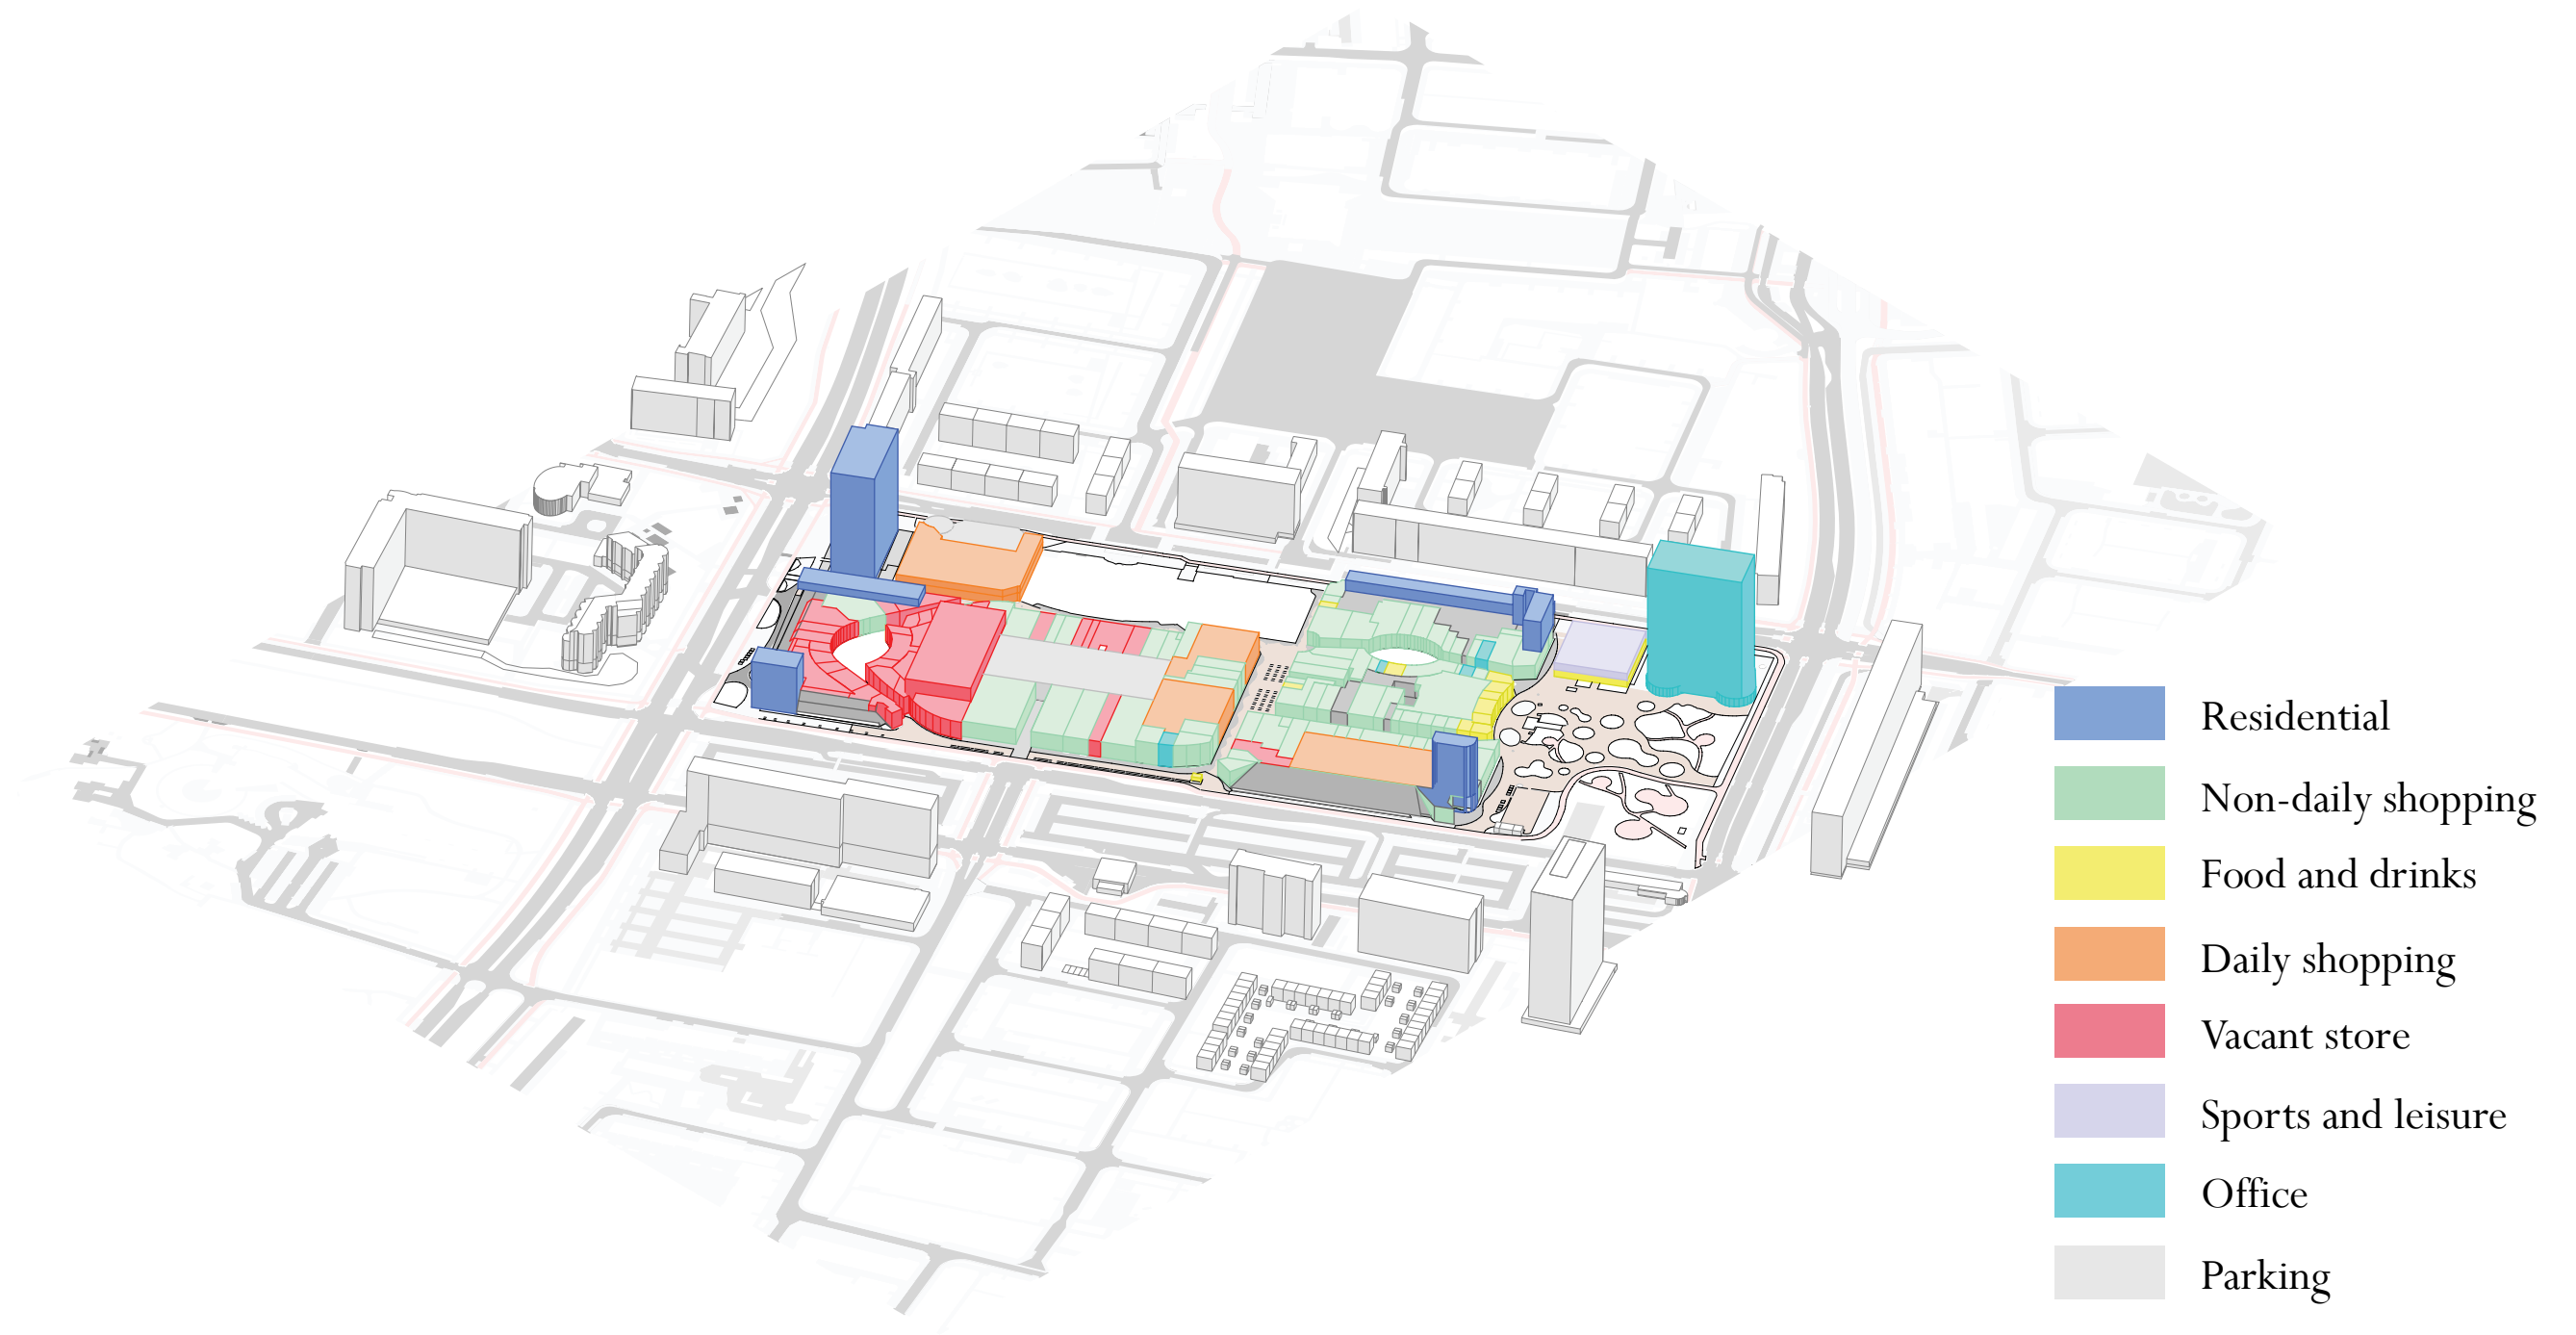 Residential
Non-daily shopping
Food and drinks
Daily shopping
Vacant store
Sports and leisure
Office
Parking